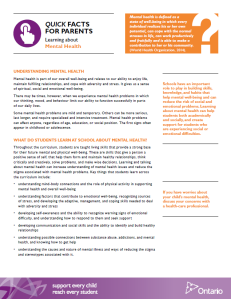 QUICK FACTS
FOR PARENTS
Learning about
Mental Health
Mental health is defined as a
state of well-being in which every
individual realizes his or her own
potential, can cope with the normal
stresses of life, can work productively
and fruitfully and is able to make a
contribution to her or his community.
(World Health Organization, 2014)
UNDERSTANDING MENTAL HEALTH
Mental health is part of our overall well-being and relates to our ability to enjoy life,
maintain fulfilling relationships, and cope with adversity and stress. It gives us a sense
of spiritual, social and emotional well-being.
There may be times, however, when we experience mental health problems in which
our thinking, mood, and behaviour limit our ability to function successfully in parts
of our daily lives.
Some mental health problems are mild and temporary. Others can be more serious,
last longer, and require specialized and intensive treatment. Mental health problems
can affect anyone, regardless of age, education, or social position. The first signs often
appear in childhood or adolescence.
Schools have an important
role to play in building skills,
knowledge, and habits that
help mental well-being and can
reduce the risk of social and
emotional problems. Learning
about mental health can help
students both academically
and socially, and create
support for students who
are experiencing social or
emotional difficulties.
WHAT DO STUDENTS LEARN AT SCHOOL ABOUT MENTAL HEALTH?
Throughout the curriculum, students are taught living skills that provide a strong base
for their future mental and physical well-being. These are skills that give a person a
positive sense of self, that help them form and maintain healthy relationships, think
critically and creatively, solve problems, and make wise decisions. Learning and talking
about mental health can increase understanding of mental health issues and reduce the
stigma associated with mental health problems. Key things that students learn across
the curriculum include:
• understanding mind-body connections and the role of physical activity in supporting
mental health and overall well-being
• understanding factors that contribute to emotional well-being, recognizing sources
of stress, and developing the adaptive, management, and coping skills needed to deal
with adversity and stress
• developing self-awareness and the ability to recognize warning signs of emotional
difficulty, and understanding how to respond to them and seek support
• developing communication and social skills and the ability to identify and build healthy
relationships
• understanding possible connections between substance abuse, addictions, and mental
health, and knowing how to get help
• understanding the causes and nature of mental illness and ways of reducing the stigma
and stereotypes associated with it.
If you have worries about
your child's mental health,
discuss your concerns with
a health-care professional.
support every child
reach every student
Ontario